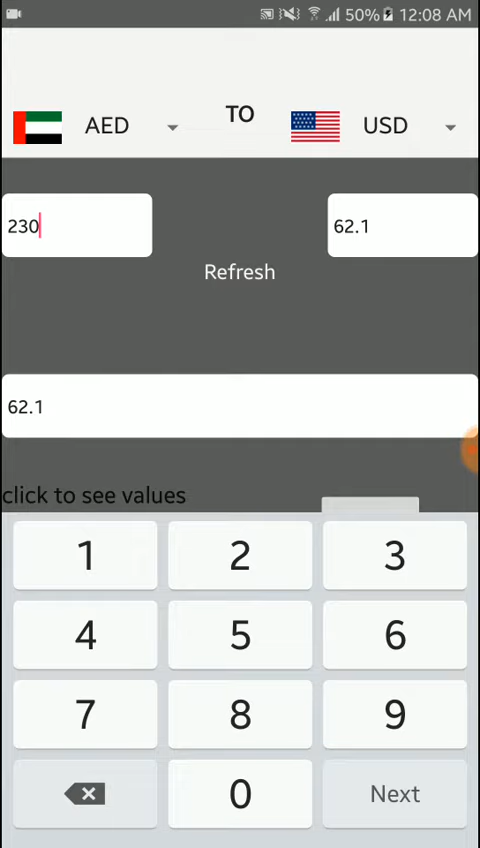 50% 12:08 AM
AED TO USD
230 62.1
Refresh
62.1
click to see values
1 2 3
4 5 6
7 8 9
0 Next